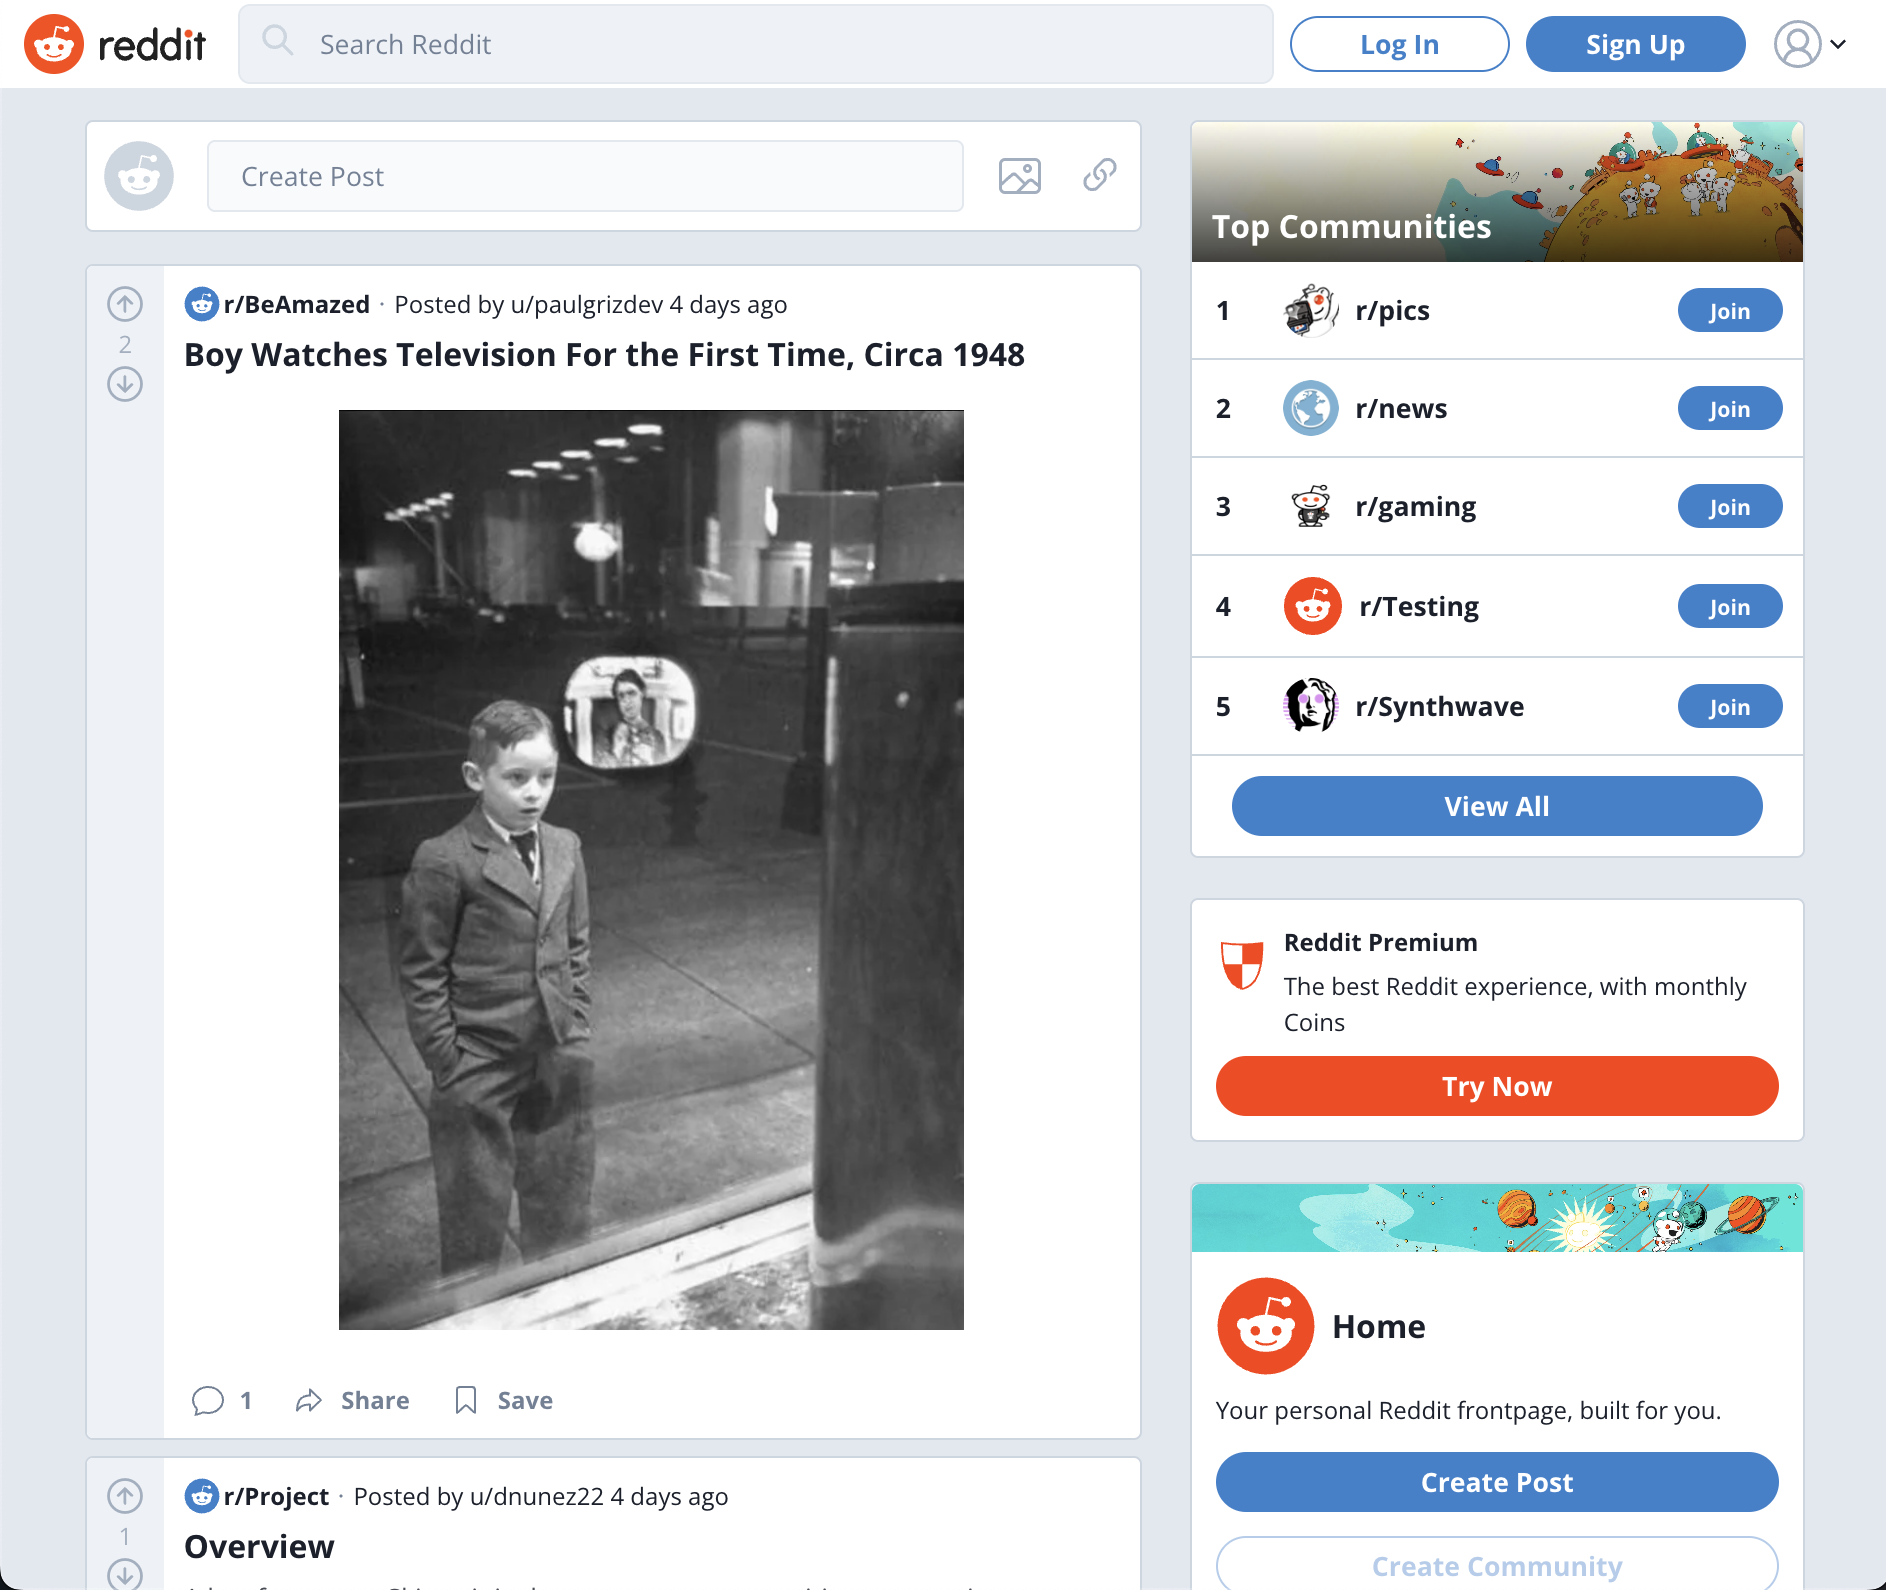 reddit
Search Reddit
Log In
Sign Up
Create Post
r/BeAmazed · Posted by u/paulgrizdev 4 days ago
2
Boy Watches Television For the First Time, Circa 1948
1
Share
Save
r/Project · Posted by u/dnunez22 4 days ago
1
Overview
Top Communities
1 r/pics Join
2 r/news Join
3 r/gaming Join
4 r/Testing Join
5 r/Synthwave Join
View All
Reddit Premium
The best Reddit experience, with monthly
Coins
Try Now
Home
Your personal Reddit frontpage, built for you.
Create Post
Create Community